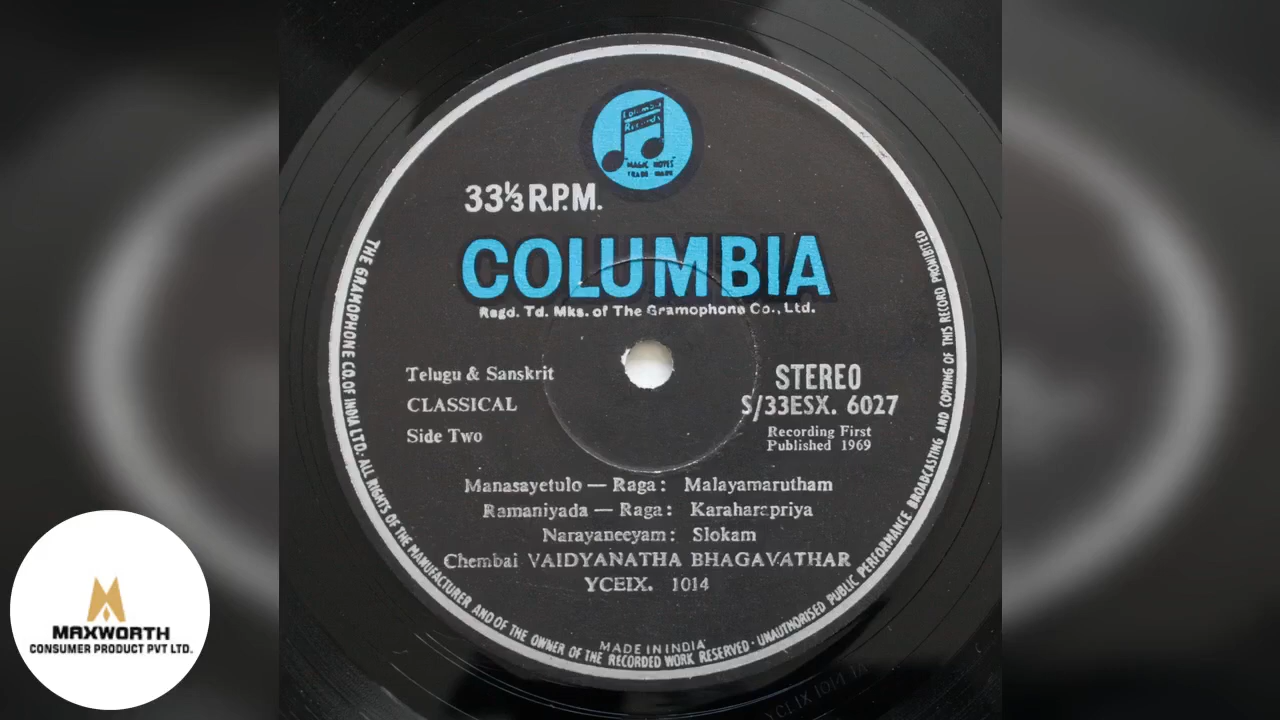 Columbia
Records
"MAGIC NOTES"
TRADE MARK
33⅓ R.P.M.
COLUMBIA
Regd. Td. Mks. of The Gramophone Co., Ltd.
Telugu & Sanskrit
CLASSICAL
Side Two
STEREO
S/33ESX. 6027
Recording First
Published 1969
Manasayetulo — Raga: Malayamarutham
Ramaniyada — Raga: Karaharapriya
Narayaneeyam: Slokam
Chembai VAIDYANATHA BHAGAVATHAR
YCEIX. 1014
MADE IN INDIA
THE GRAMOPHONE CO. OF INDIA LTD. ALL RIGHTS OF THE MANUFACTURER AND OF THE OWNER OF THE RECORDED WORK RESERVED · UNAUTHORISED PUBLIC PERFORMANCE BROADCASTING AND COPYING OF THIS RECORD PROHIBITED
MAXWORTH
CONSUMER PRODUCT PVT LTD.